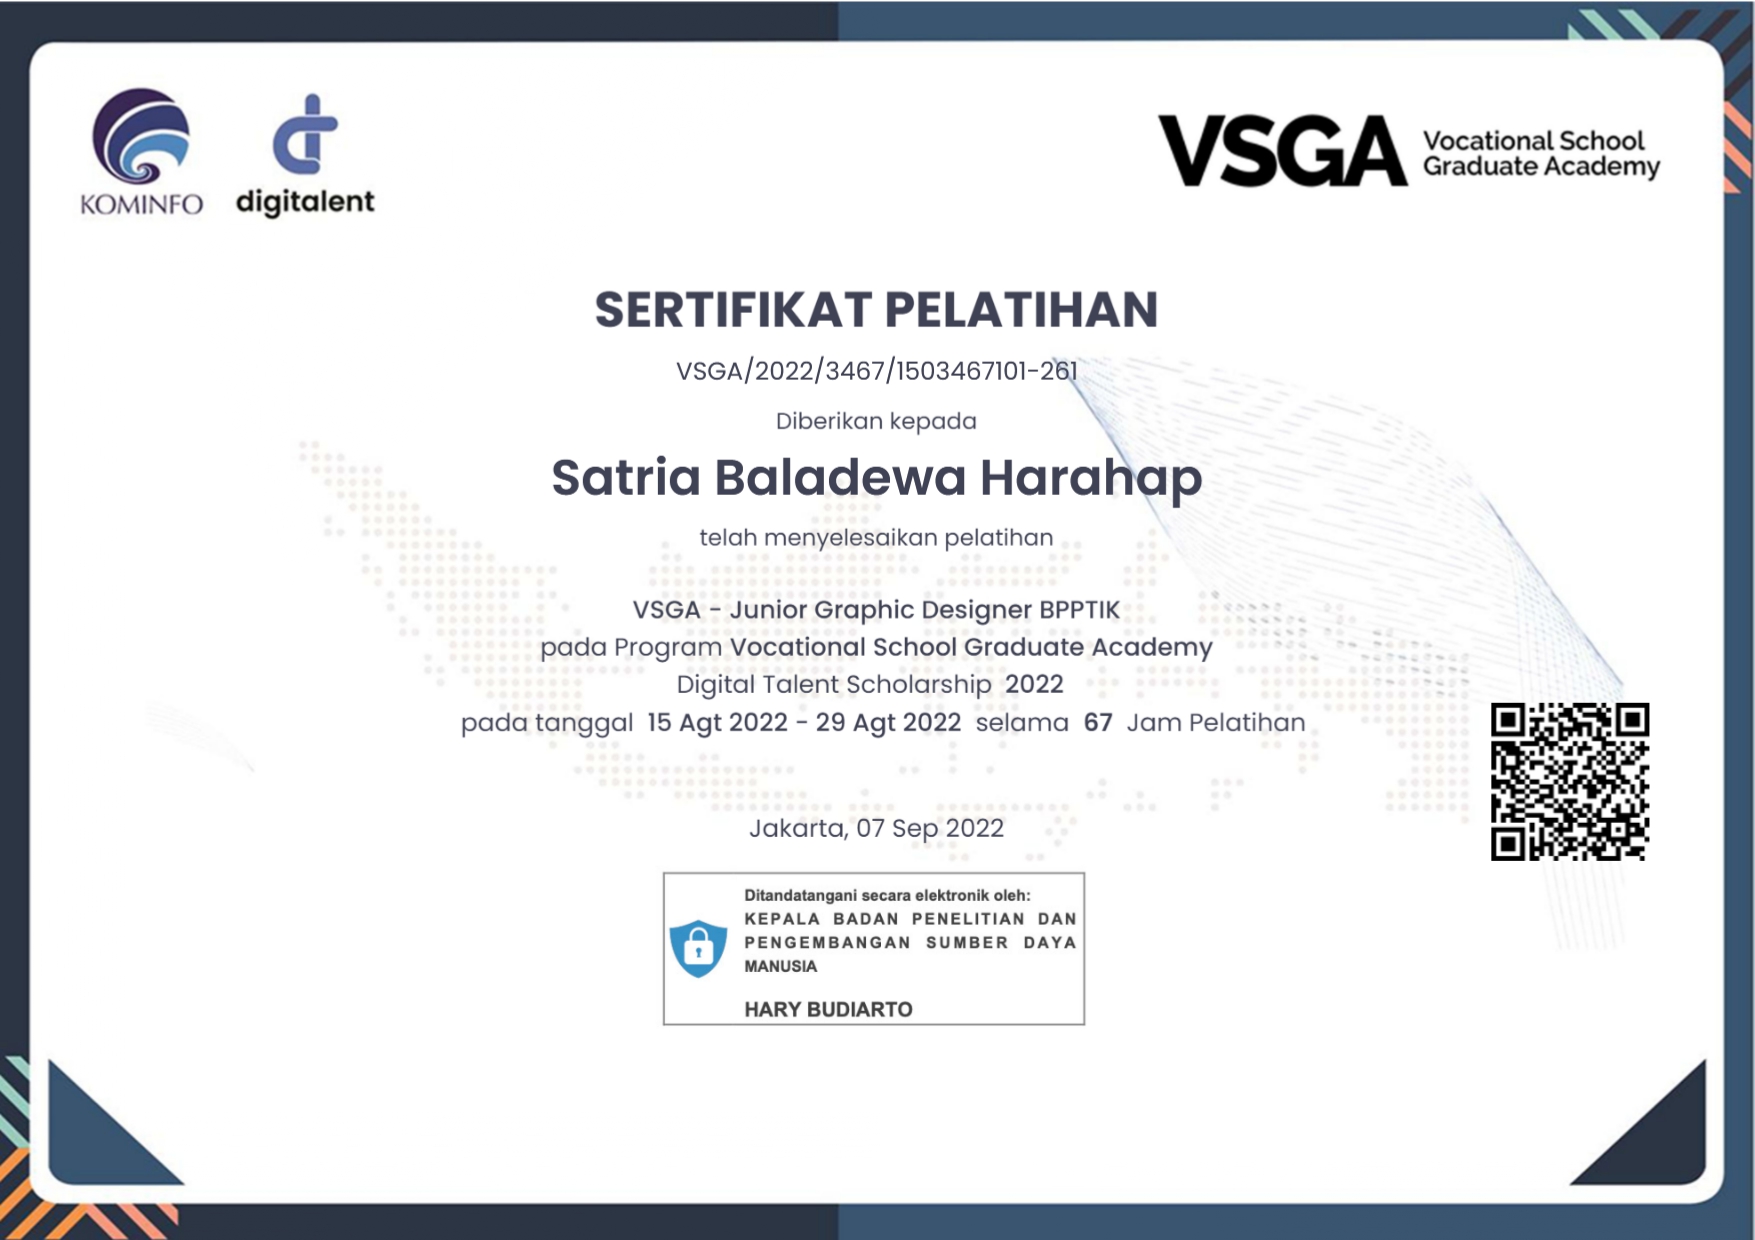 KOMINFO
digitalent
VSGA
Vocational School
Graduate Academy
SERTIFIKAT PELATIHAN
VSGA/2022/3467/1503467101-261
Diberikan kepada
Satria Baladewa Harahap
telah menyelesaikan pelatihan
VSGA - Junior Graphic Designer BPPTIK
pada Program Vocational School Graduate Academy
Digital Talent Scholarship 2022
pada tanggal 15 Agt 2022 - 29 Agt 2022 selama 67 Jam Pelatihan
Jakarta, 07 Sep 2022
Ditandatangani secara elektronik oleh:
KEPALA BADAN PENELITIAN DAN
PENGEMBANGAN SUMBER DAYA
MANUSIA
HARY BUDIARTO